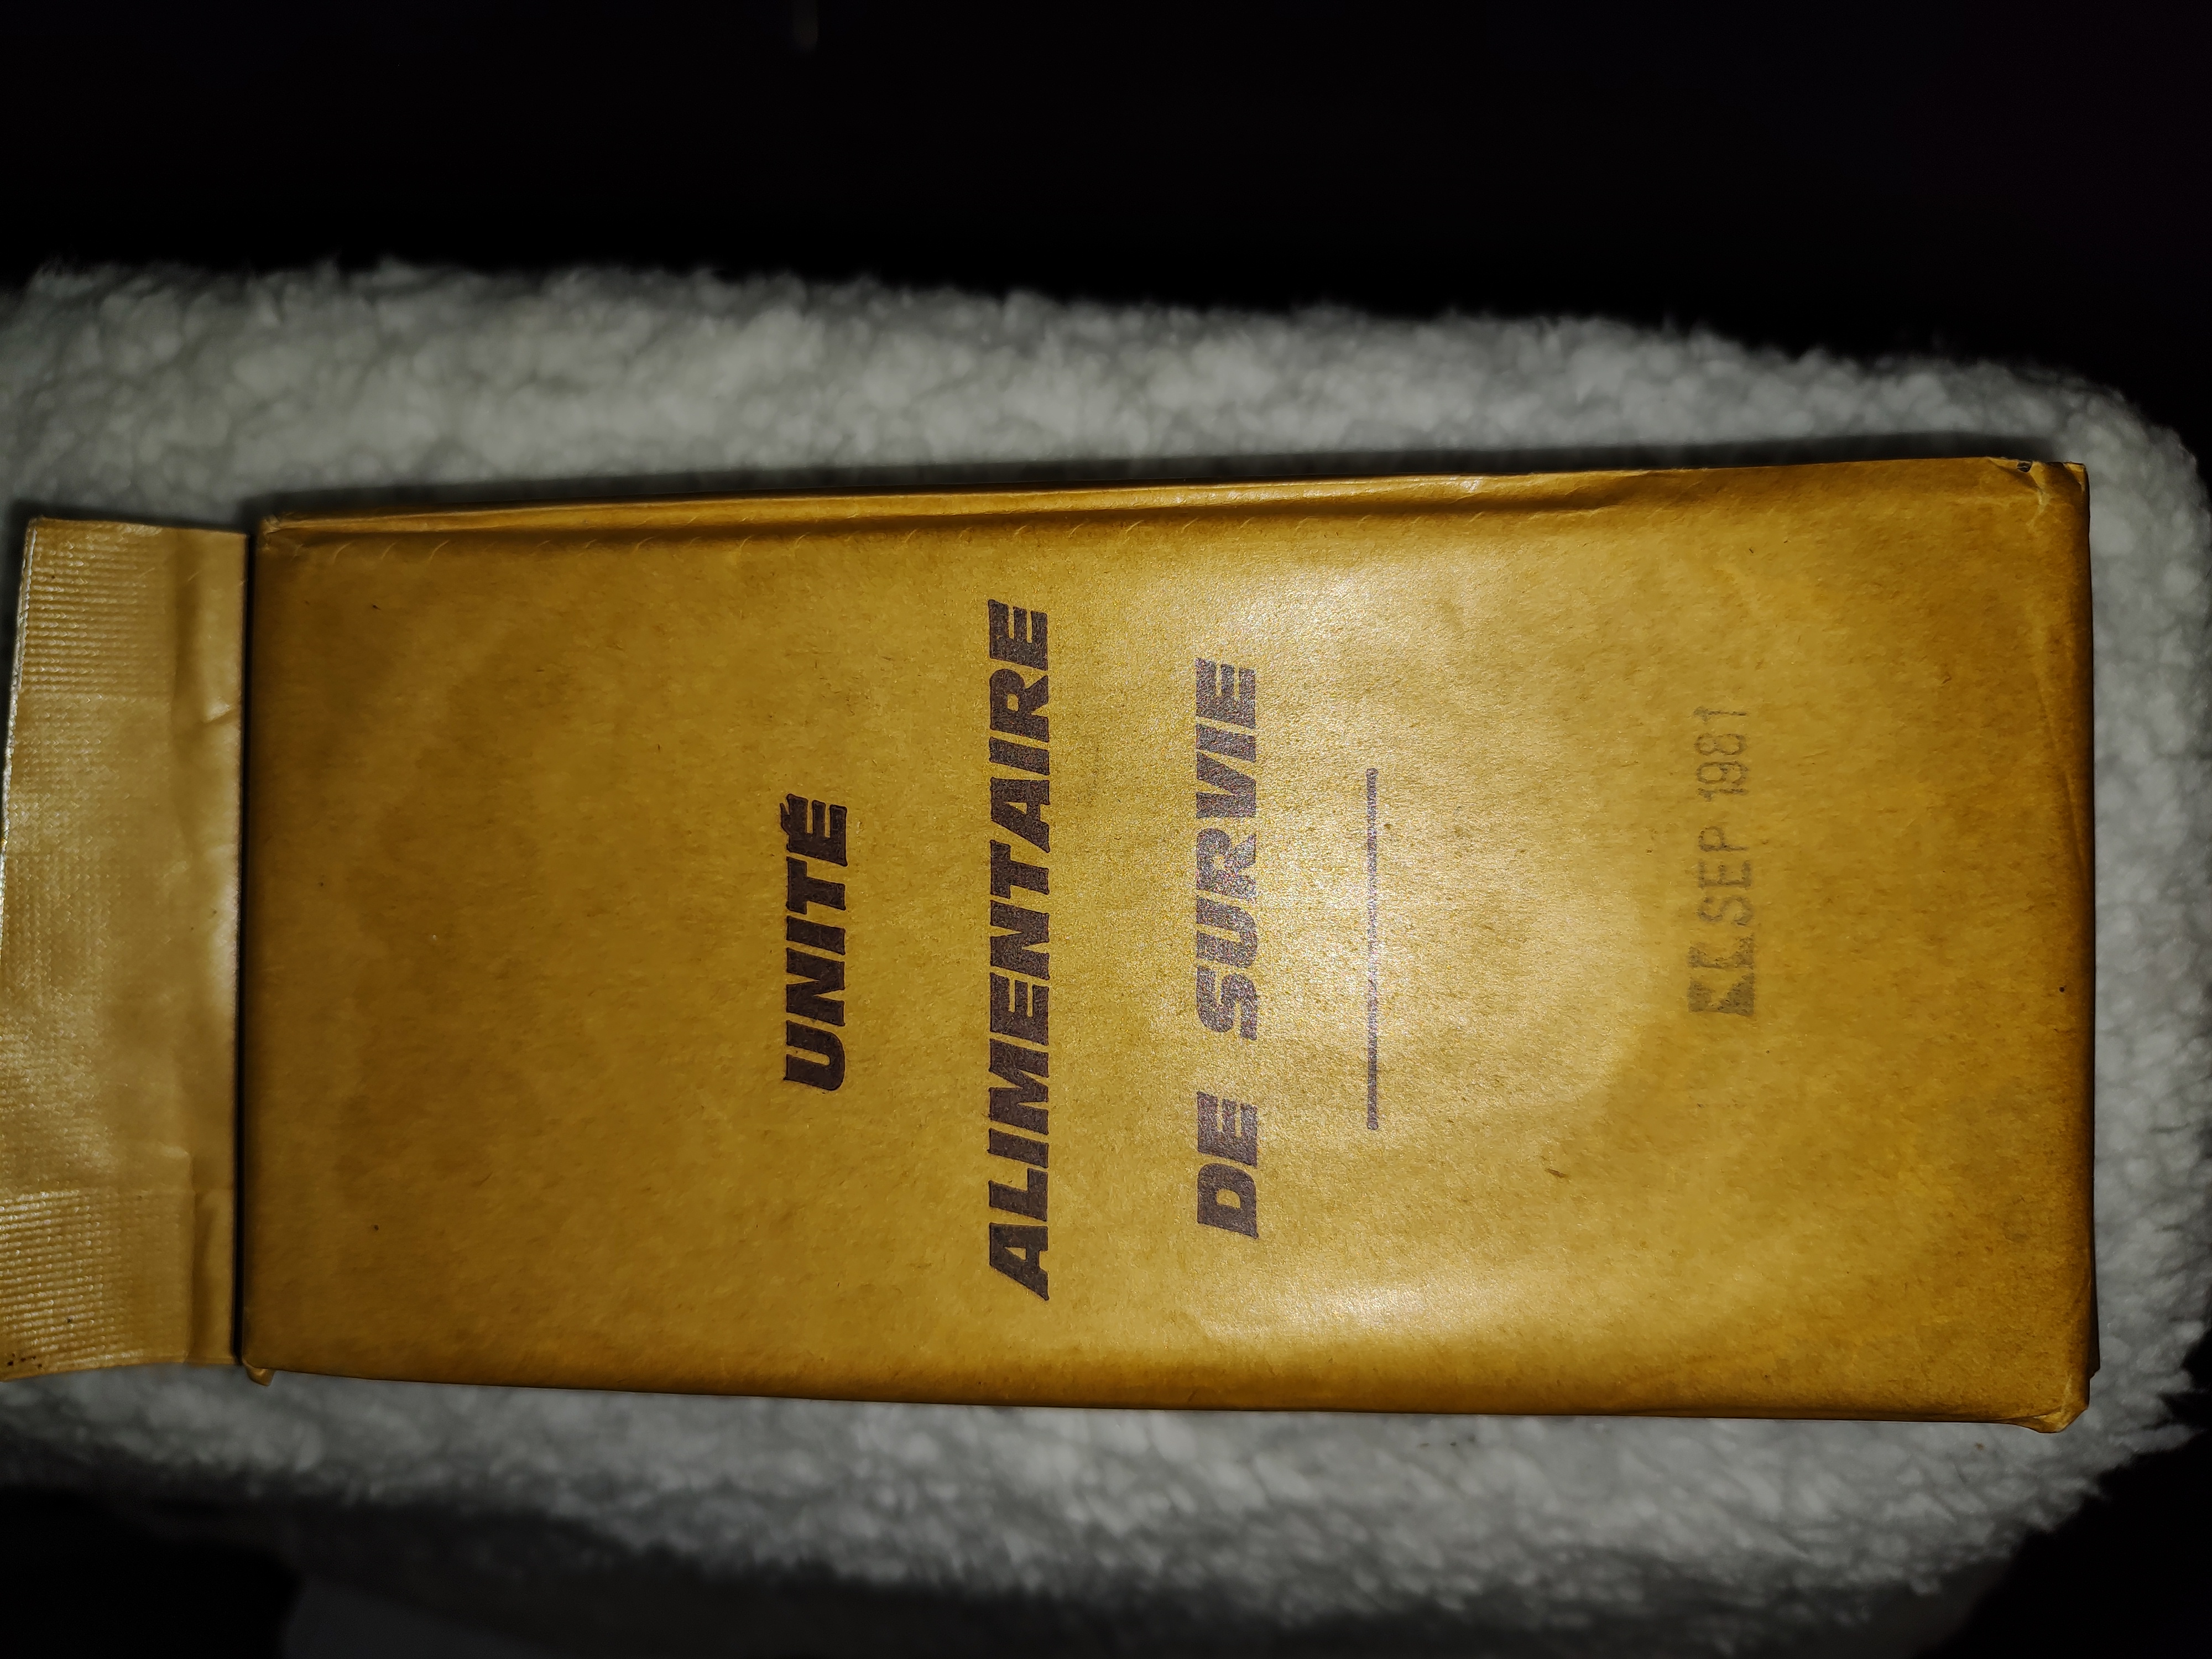 UNITÉ
ALIMENTAIRE
DE SURVIE
SEP 1981